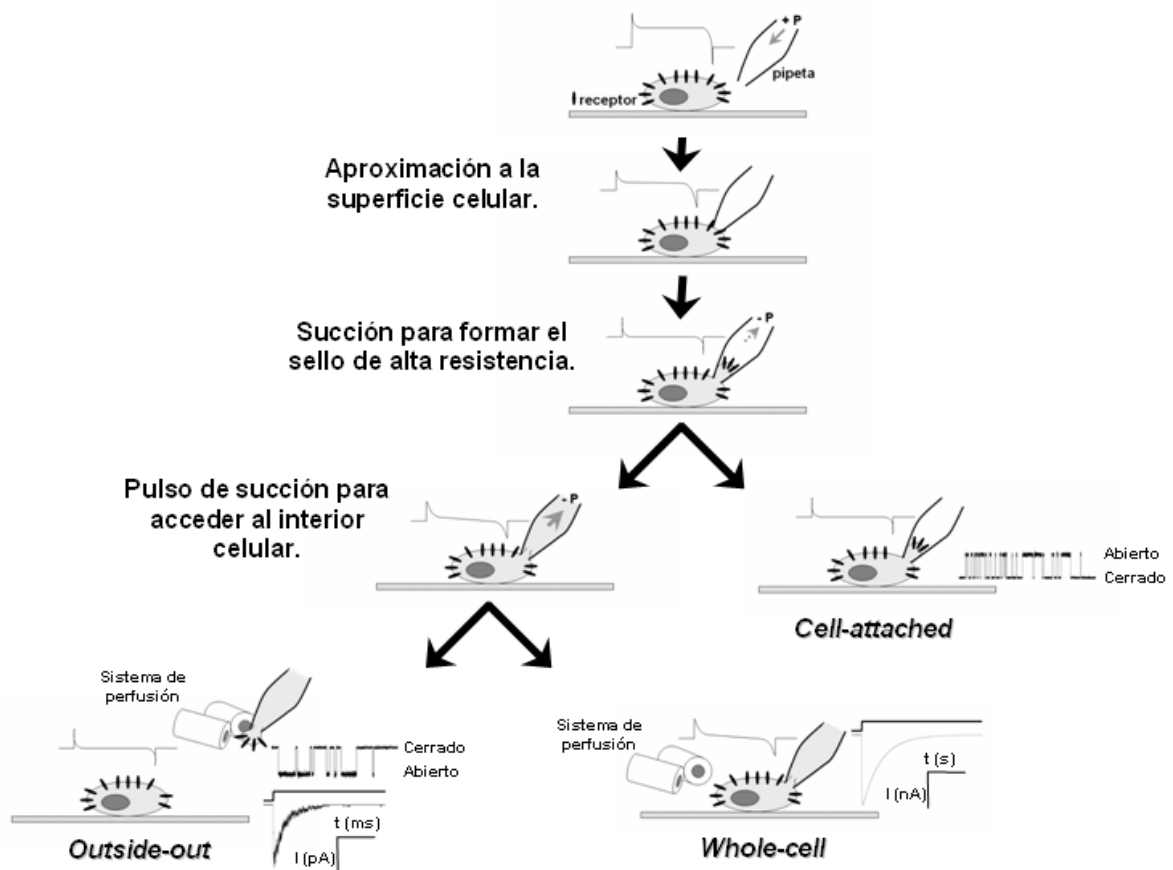 + P
pipeta
receptor
Aproximación a la
superficie celular.
Succión para formar el
sello de alta resistencia.
- P
Pulso de succión para
acceder al interior
celular.
- P
Abierto
Cerrado
Cell-attached
Sistema de
perfusión
Cerrado
Abierto
t (ms)
I (pA)
Outside-out
Sistema de
perfusión
t (s)
I (nA)
Whole-cell